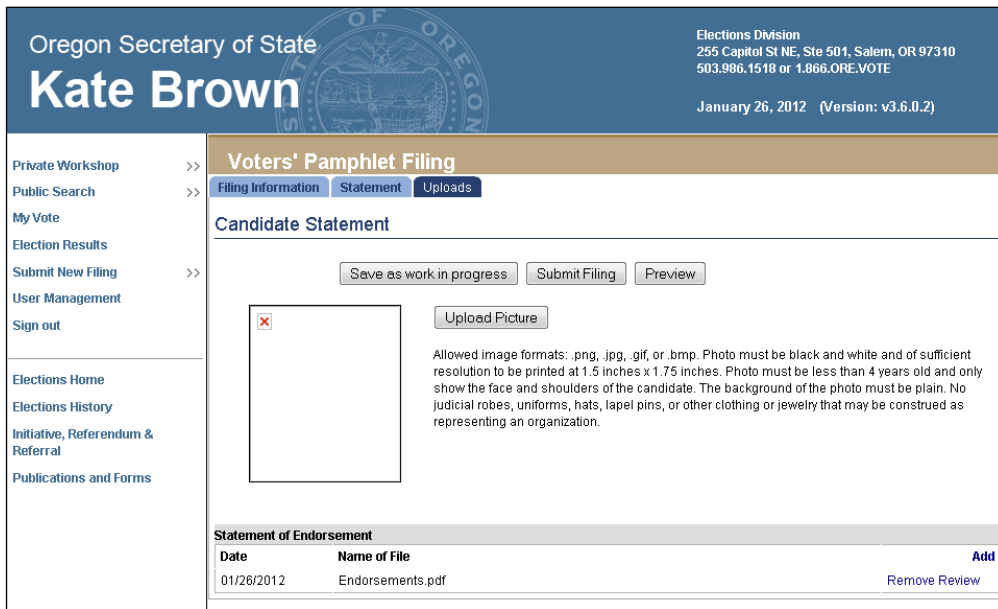 Oregon Secretary of State
Kate Brown
STATE OF OREGON
Elections Division
255 Capitol St NE, Ste 501, Salem, OR 97310
503.986.1518 or 1.866.ORE.VOTE
January 26, 2012 (Version: v3.6.0.2)
Private Workshop >>
Public Search >>
My Vote
Election Results
Submit New Filing >>
User Management
Sign out
Elections Home
Elections History
Initiative, Referendum &
Referral
Publications and Forms
Voters' Pamphlet Filing
Filing Information Statement Uploads
Candidate Statement
Save as work in progress Submit Filing Preview
Upload Picture
Allowed image formats: .png, .jpg, .gif, or .bmp. Photo must be black and white and of sufficient
resolution to be printed at 1.5 inches x 1.75 inches. Photo must be less than 4 years old and only
show the face and shoulders of the candidate. The background of the photo must be plain. No
judicial robes, uniforms, hats, lapel pins, or other clothing or jewelry that may be construed as
representing an organization.
Statement of Endorsement
Date Name of File Add
01/26/2012 Endorsements.pdf Remove Review